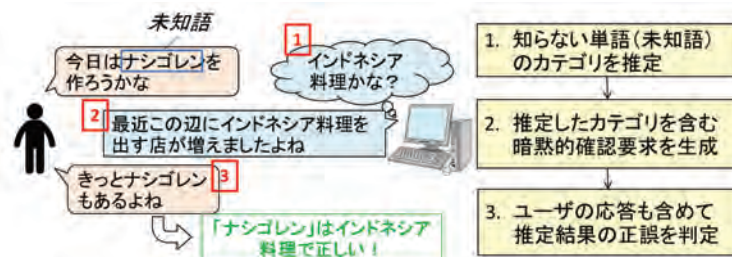 未知語
今日はナシゴレンを
作ろうかな
1
インドネシア
料理かな？
2
最近この辺にインドネシア料理を
出す店が増えましたよね
きっとナシゴレン
もあるよね
3
「ナシゴレン」はインドネシア
料理で正しい！
1. 知らない単語（未知語）
のカテゴリを推定
2. 推定したカテゴリを含む
暗黙的確認要求を生成
3. ユーザの応答も含めて
推定結果の正誤を判定